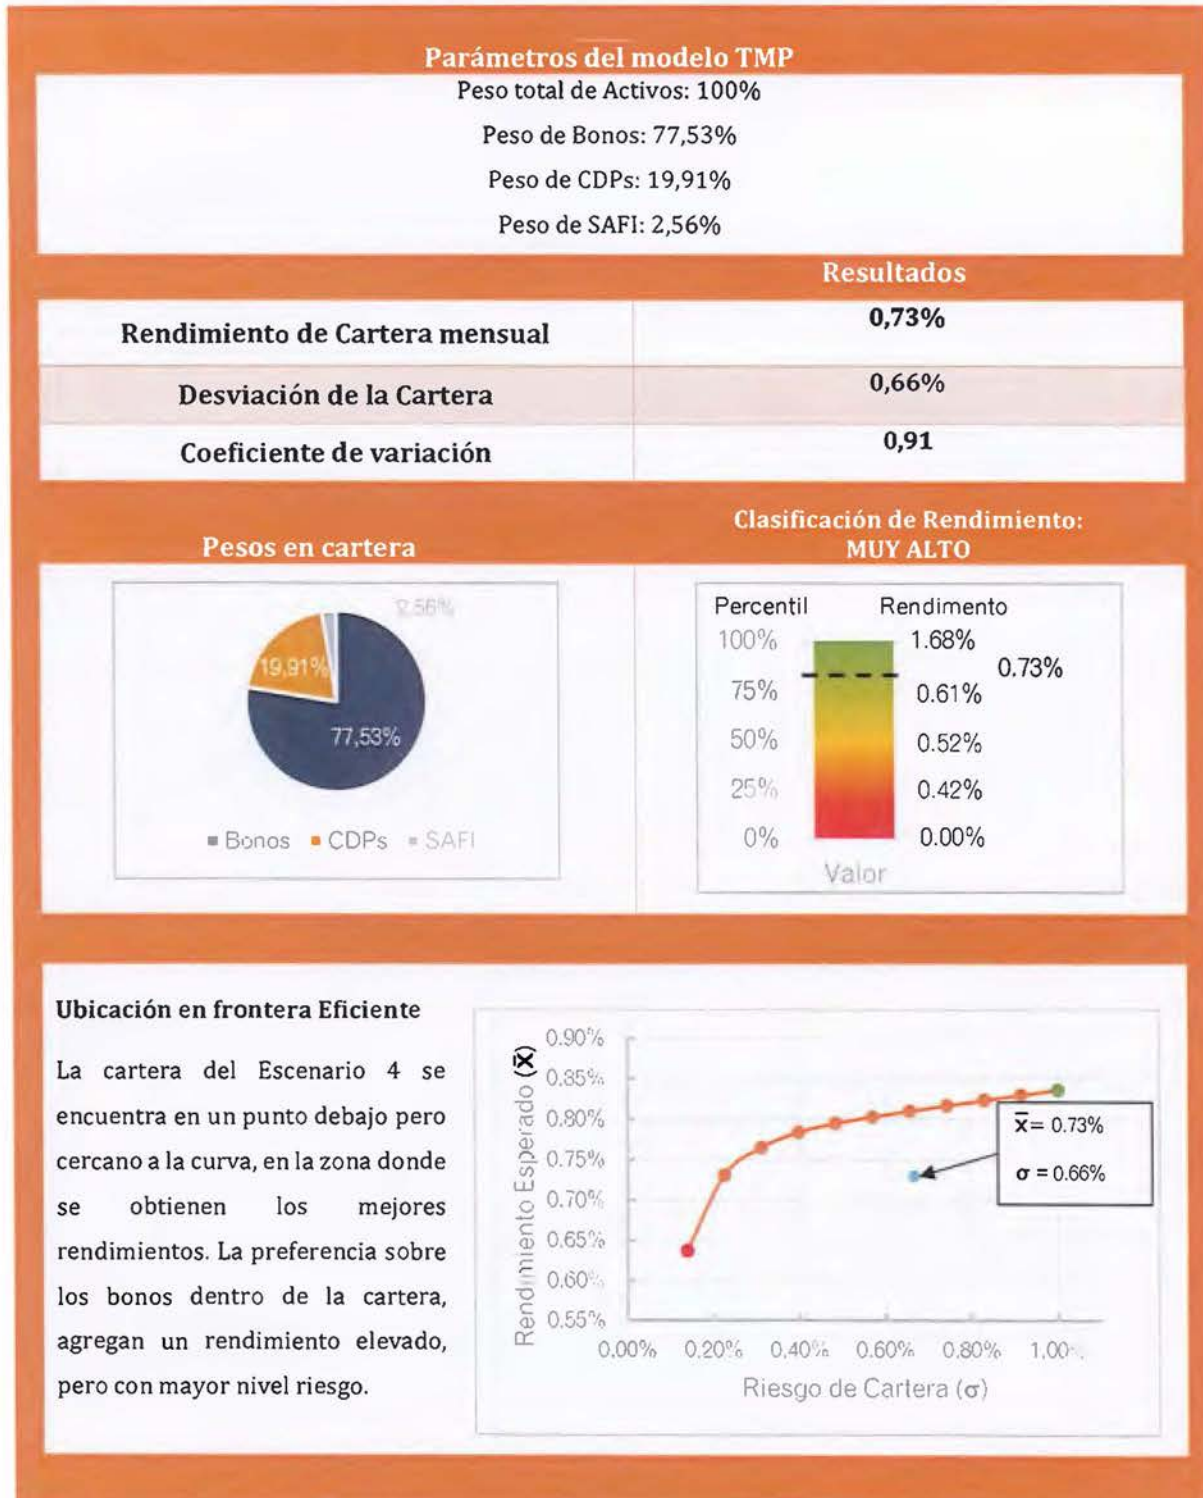 Parámetros del modelo TMP
Peso total de Activos: 100%
Peso de Bonos: 77,53%
Peso de CDPs: 19,91%
Peso de SAFI: 2,56%
Resultados
Rendimiento de Cartera mensual
0,73%
Desviación de la Cartera
0,66%
Coeficiente de variación
0,91
Pesos en cartera
2,56%
19,91%
77,53%
Bonos CDPs SAFI
Clasificación de Rendimiento:
MUY ALTO
Percentil Rendimento
100% 1.68%
0.73%
75% 0.61%
50% 0.52%
25% 0.42%
0% 0.00%
Valor
Ubicación en frontera Eficiente
La cartera del Escenario 4 se
encuentra en un punto debajo pero
cercano a la curva, en la zona donde
se obtienen los mejores
rendimientos. La preferencia sobre
los bonos dentro de la cartera,
agregan un rendimiento elevado,
pero con mayor nivel riesgo.
Rendimiento Esperado (x̅)
0.90%
0.85%
0.80%
0.75%
0.70%
0.65%
0.60%
0.55%
x̅= 0.73%
σ = 0.66%
0.00% 0.20% 0.40% 0.60% 0.80% 1.00%
Riesgo de Cartera (σ)